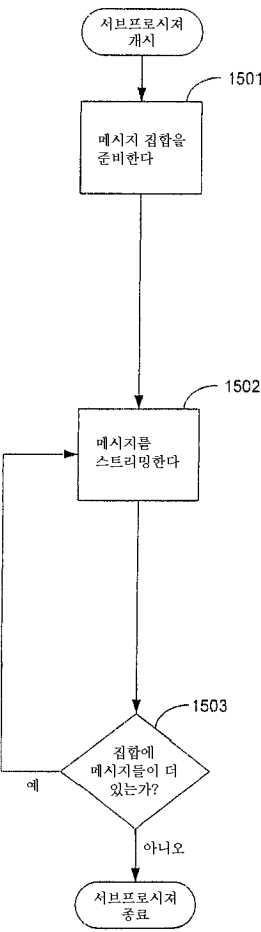 서브프로시져
개시
1501
메시지 집합을
준비한다
1502
메시지를
스트리밍한다
1503
집합에
메시지들이 더
있는가?
예
아니오
서브프로시져
종료